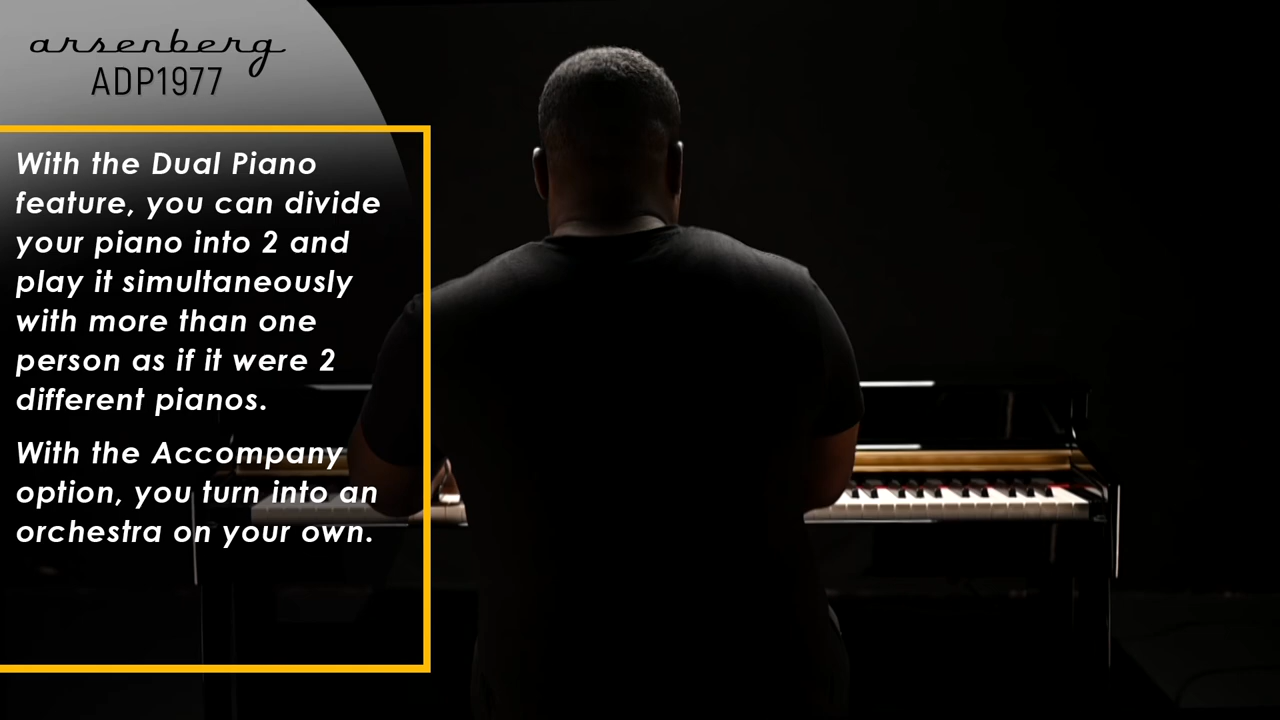 arsenberg
ADP1977
With the Dual Piano
feature, you can divide
your piano into 2 and
play it simultaneously
with more than one
person as if it were 2
different pianos.
With the Accompany
option, you turn into an
orchestra on your own.